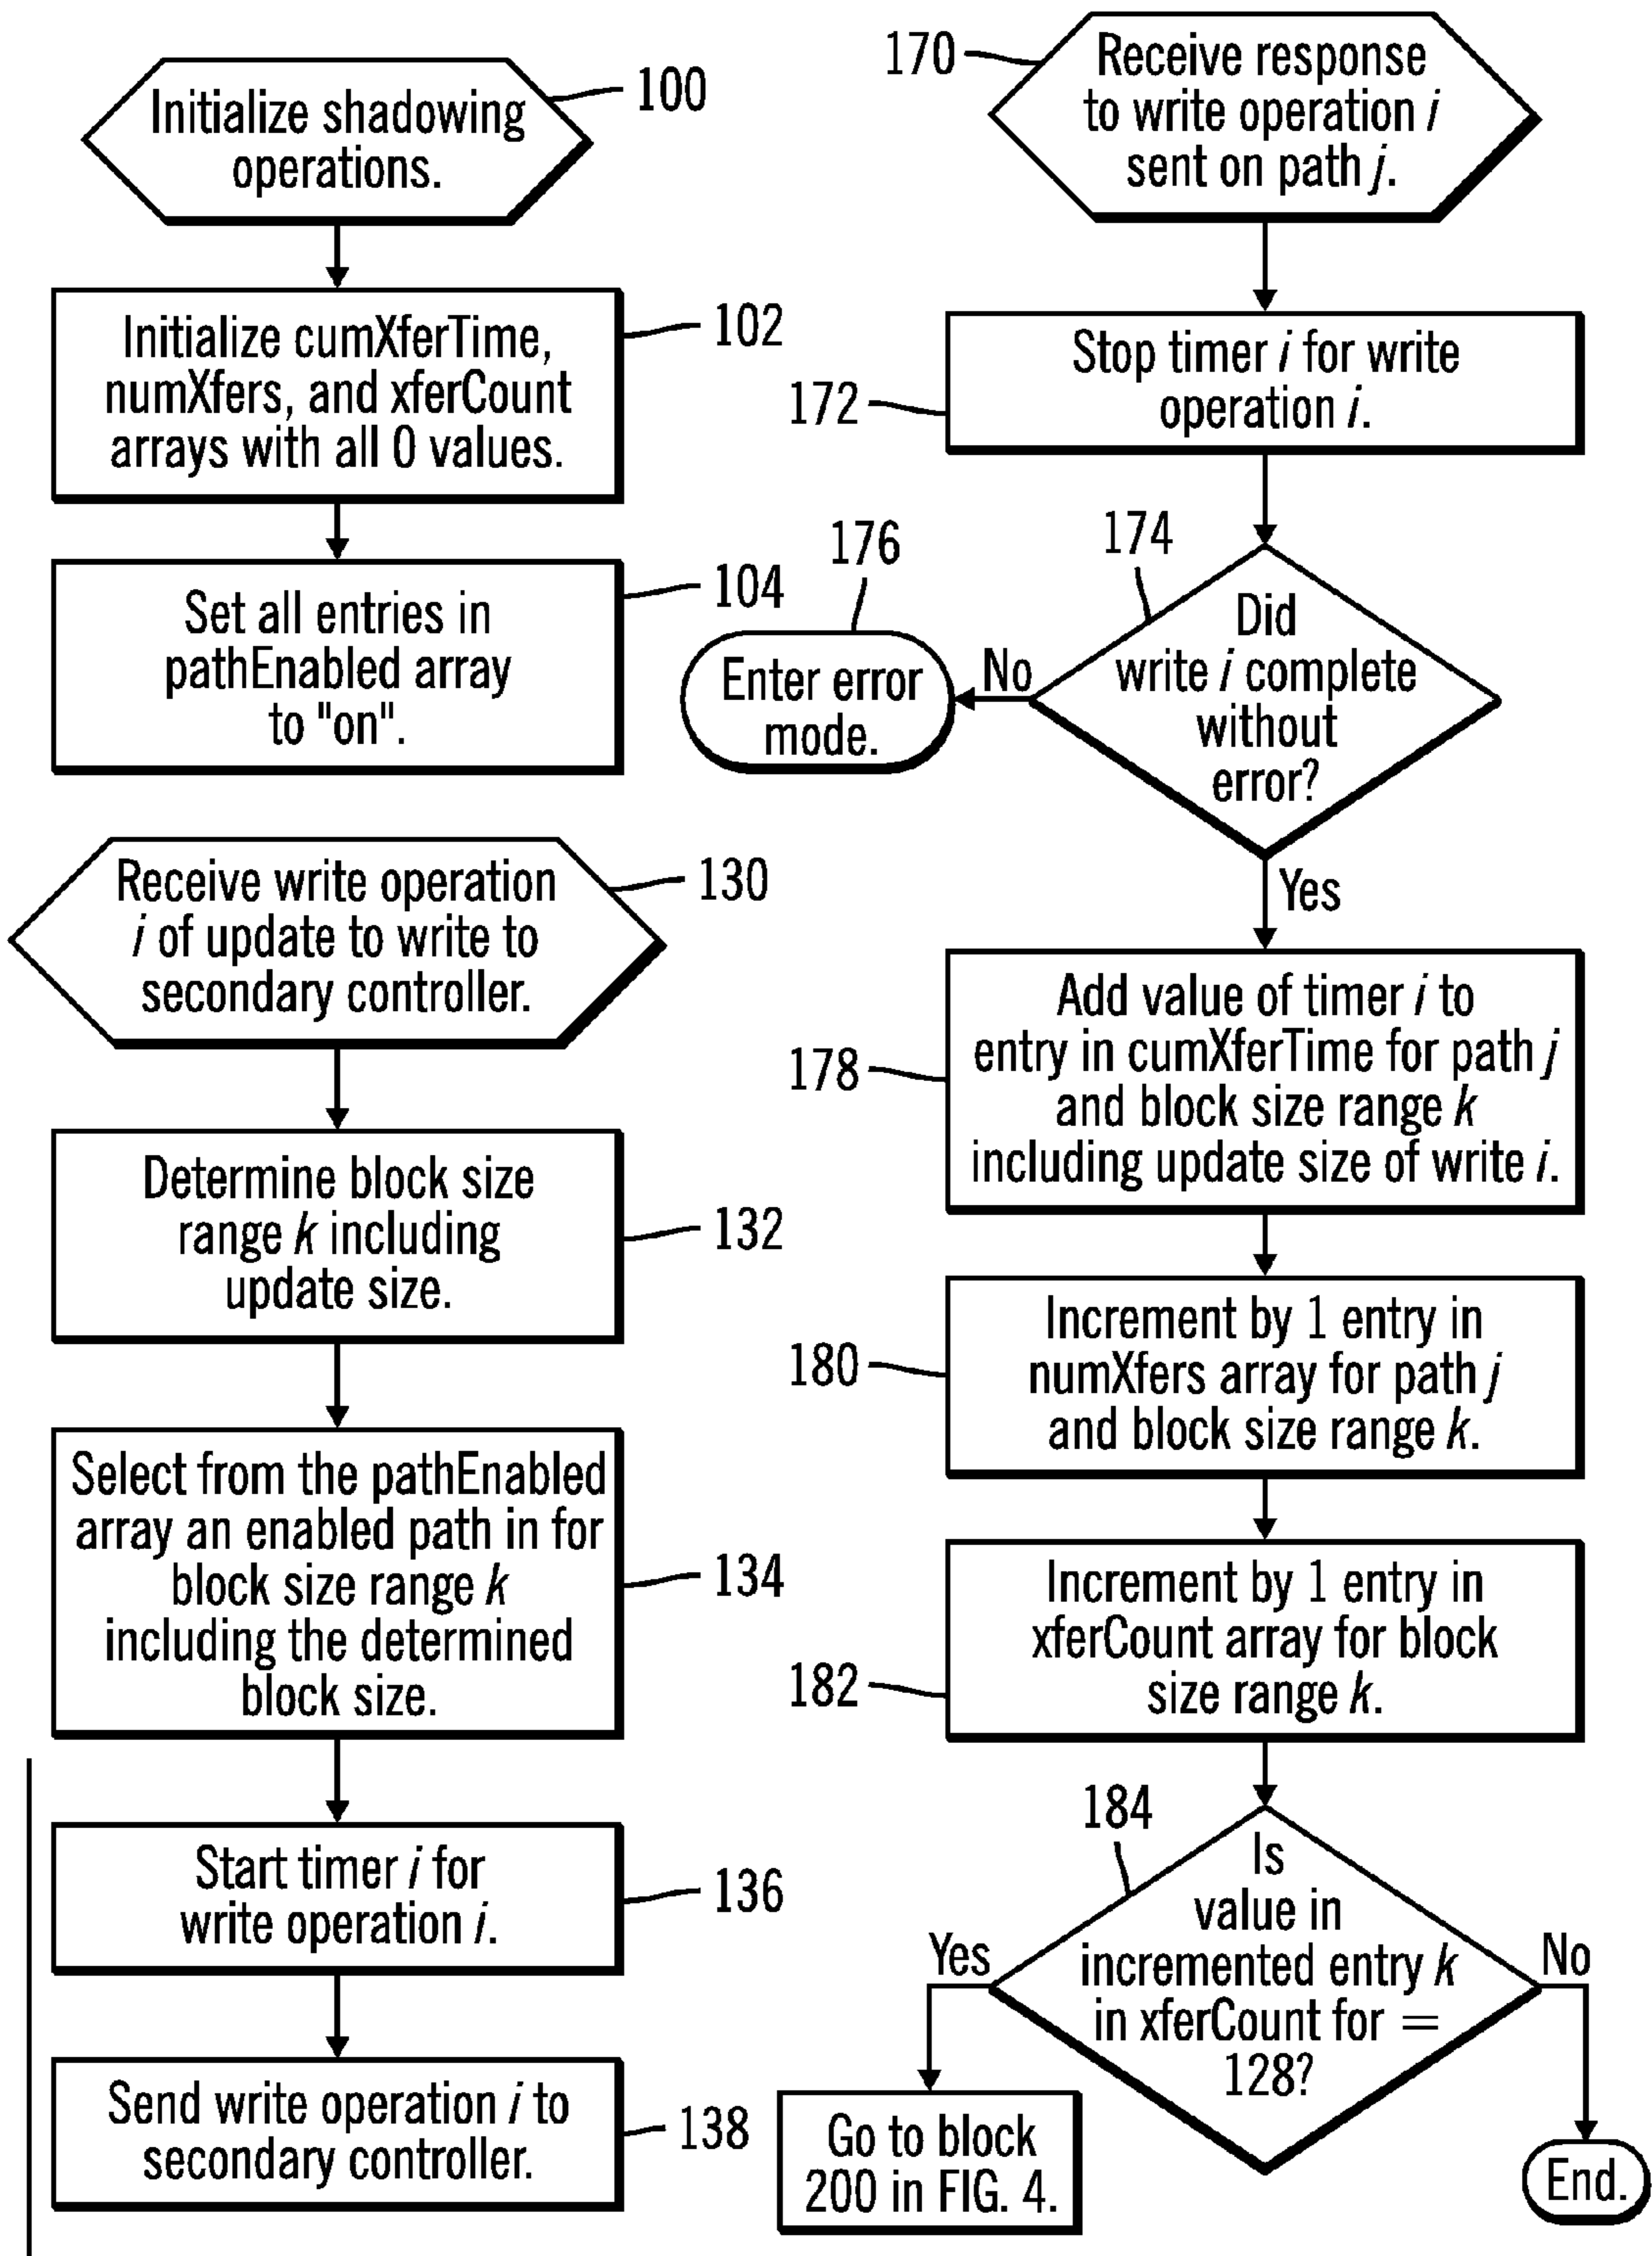 Initialize shadowing
operations.
100
Initialize cumXferTime,
numXfers, and xferCount
arrays with all 0 values.
102
Set all entries in
pathEnabled array
to "on".
104
Receive write operation
i of update to write to
secondary controller.
130
Determine block size
range k including
update size.
132
Select from the pathEnabled
array an enabled path in for
block size range k
including the determined
block size.
134
Start timer i for
write operation i.
136
Send write operation i to
secondary controller.
138
170
Receive response
to write operation i
sent on path j.
172
Stop timer i for write
operation i.
174
Did
write i complete
without
error?
No
176
Enter error
mode.
Yes
178
Add value of timer i to
entry in cumXferTime for path j
and block size range k
including update size of write i.
180
Increment by 1 entry in
numXfers array for path j
and block size range k.
182
Increment by 1 entry in
xferCount array for block
size range k.
184
Is
value in
incremented entry k
in xferCount for =
128?
Yes
No
Go to block
200 in FIG. 4.
End.